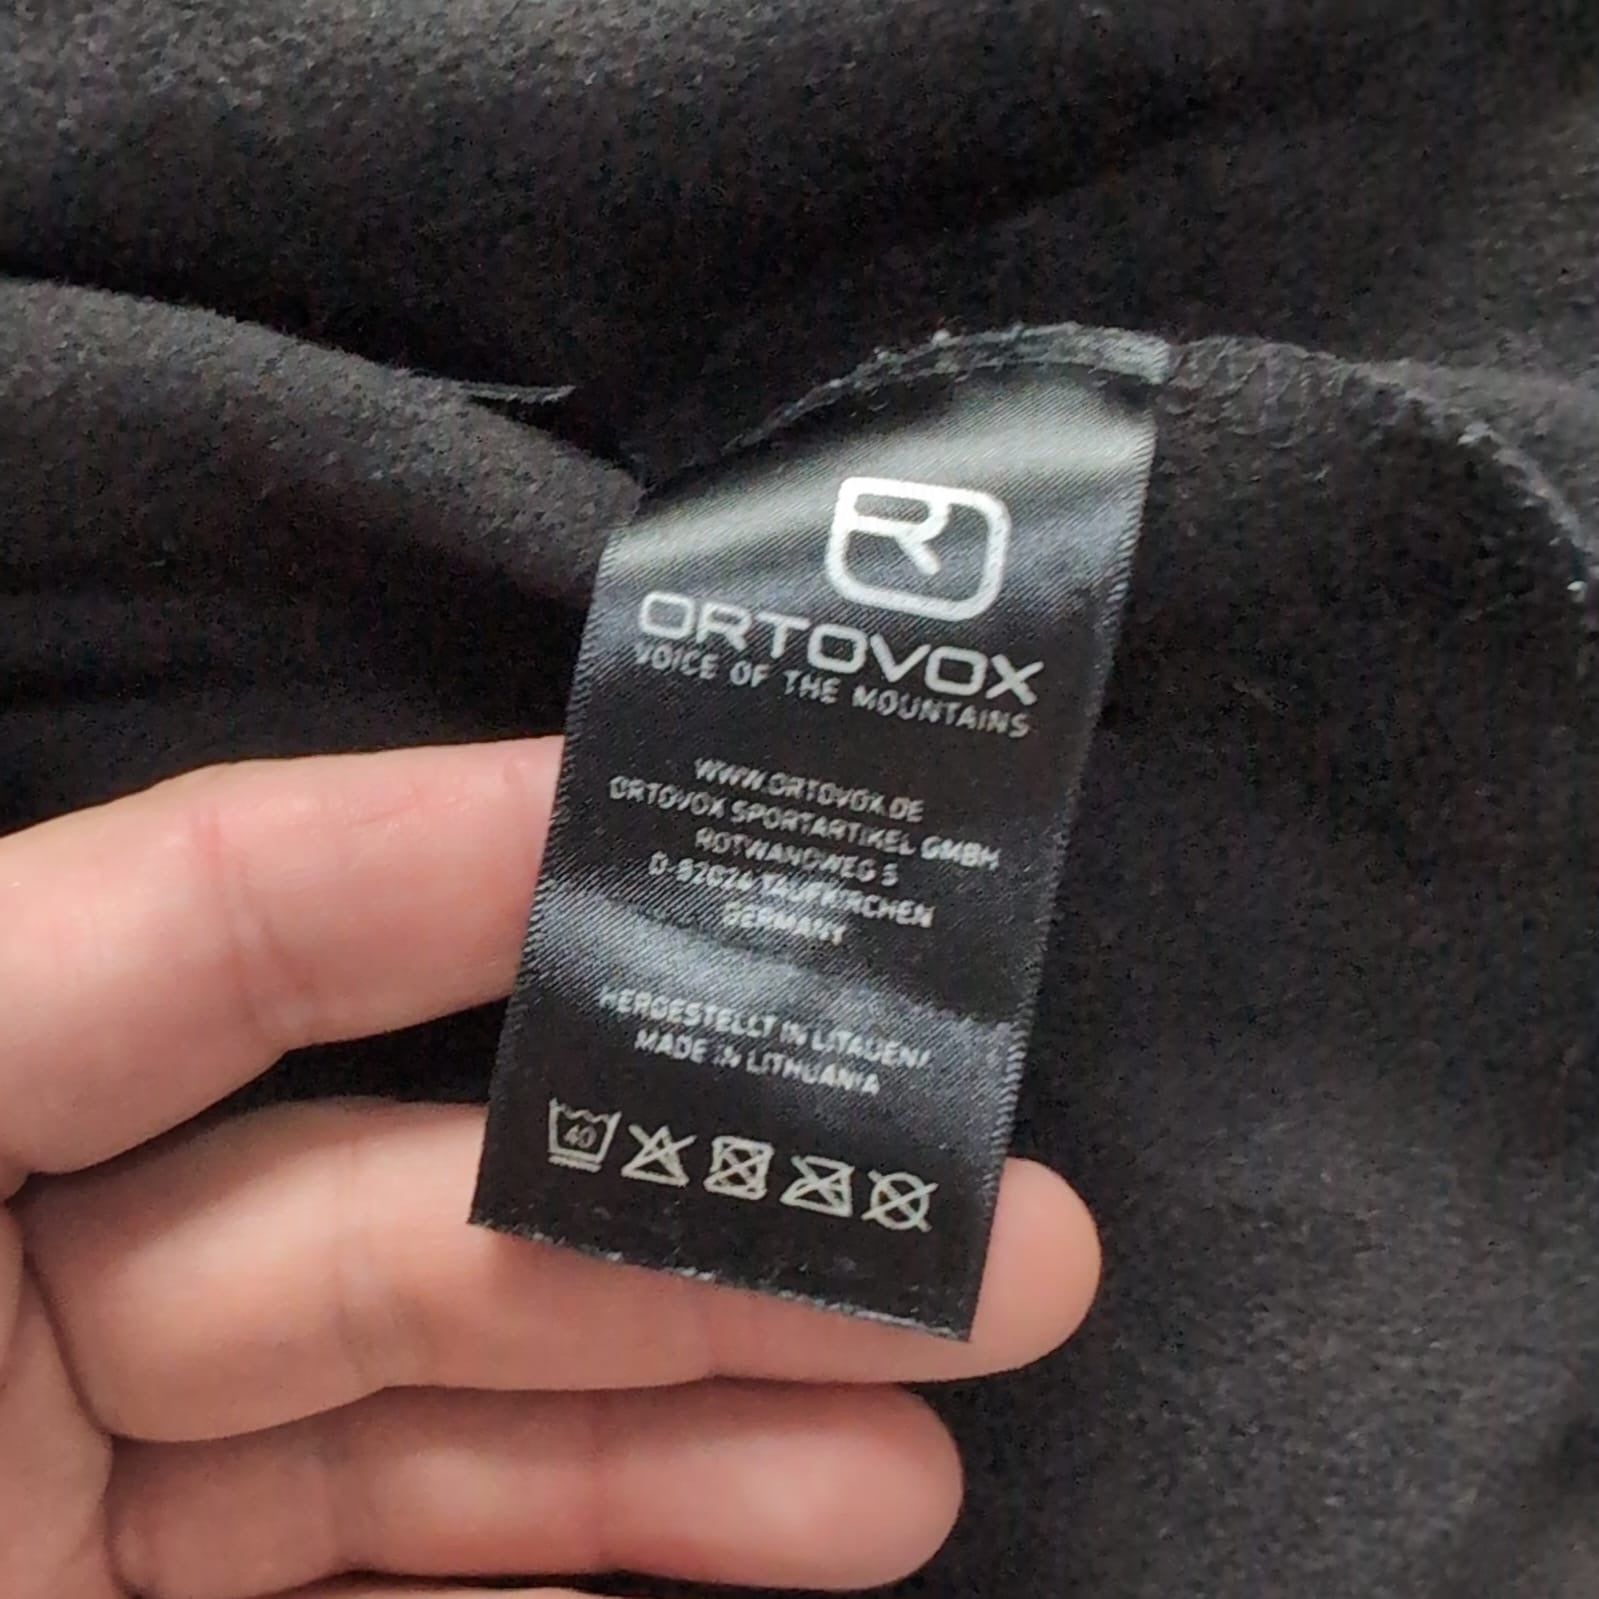 ORTOVOX
VOICE OF THE MOUNTAINS
WWW.ORTOVOX.DE
ORTOVOX SPORTARTIKEL GMBH
ROTWANDWEG 5
D-82024 TAUFKIRCHEN
GERMANY
HERGESTELLT IN LITAUEN/
MADE IN LITHUANIA
40